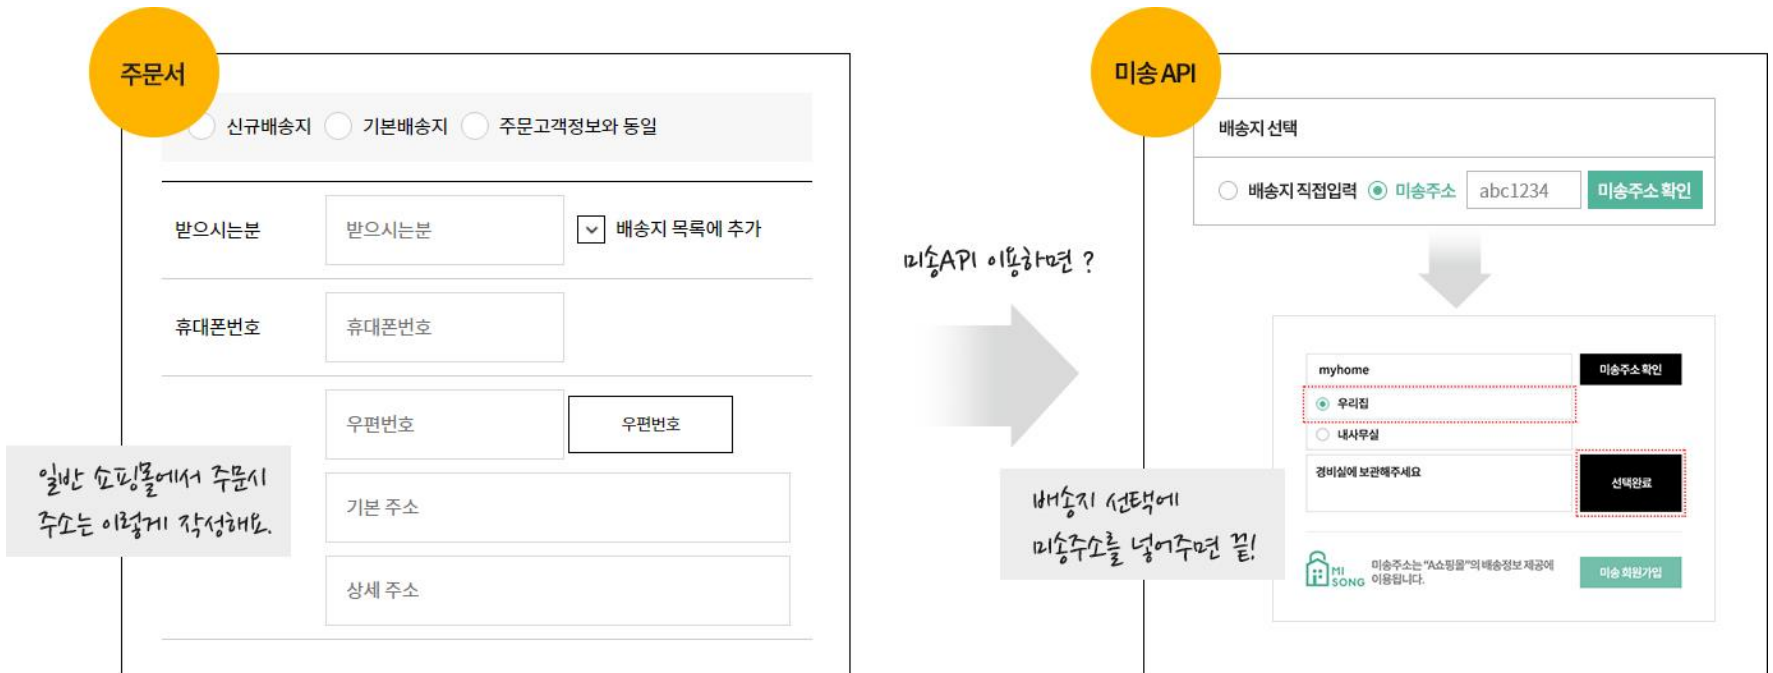 주문서
신규배송지 기본배송지 주문고객정보와 동일
받으시는분 받으시는분 배송지 목록에 추가
휴대폰번호 휴대폰번호
우편번호 우편번호
기본 주소
상세 주소
일반 쇼핑몰에서 주문시
주소는 이렇게 작성해요.
미송API 이용하면 ?
미송 API
배송지 선택
배송지 직접입력 미송주소 abc1234 미송주소 확인
myhome 미송주소 확인
우리집
내사무실
경비실에 보관해주세요 선택완료
배송지 선택에
미송주소를 넣어주면 끝!
MI
SONG
미송주소는 "A쇼핑몰"의 배송정보 제공에
이용됩니다.
미송 회원가입